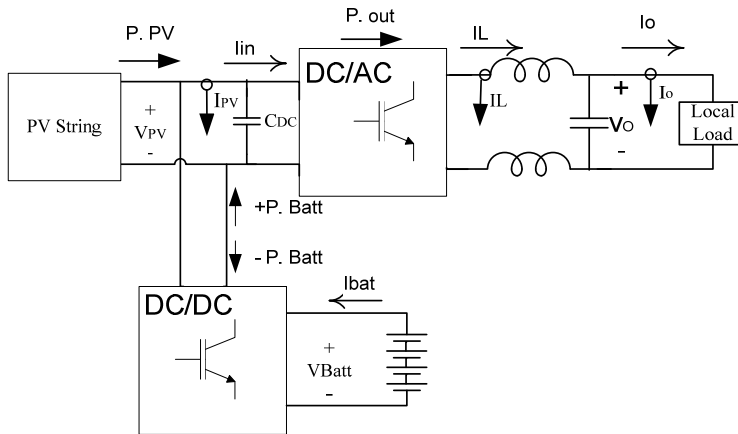 P. PV
Iin
P. out
IL
Io
PV String
+
VPV
-
IPV
CDC
DC/AC
IL
+
VO
-
Io
Local
Load
+P. Batt
- P. Batt
DC/DC
Ibat
+
VBatt
-